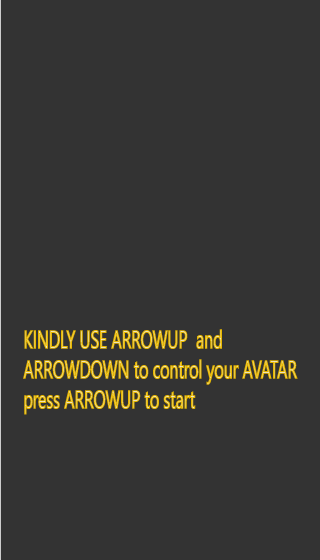 KINDLY USE ARROWUP  and
ARROWDOWN to control your AVATAR
press ARROWUP to start